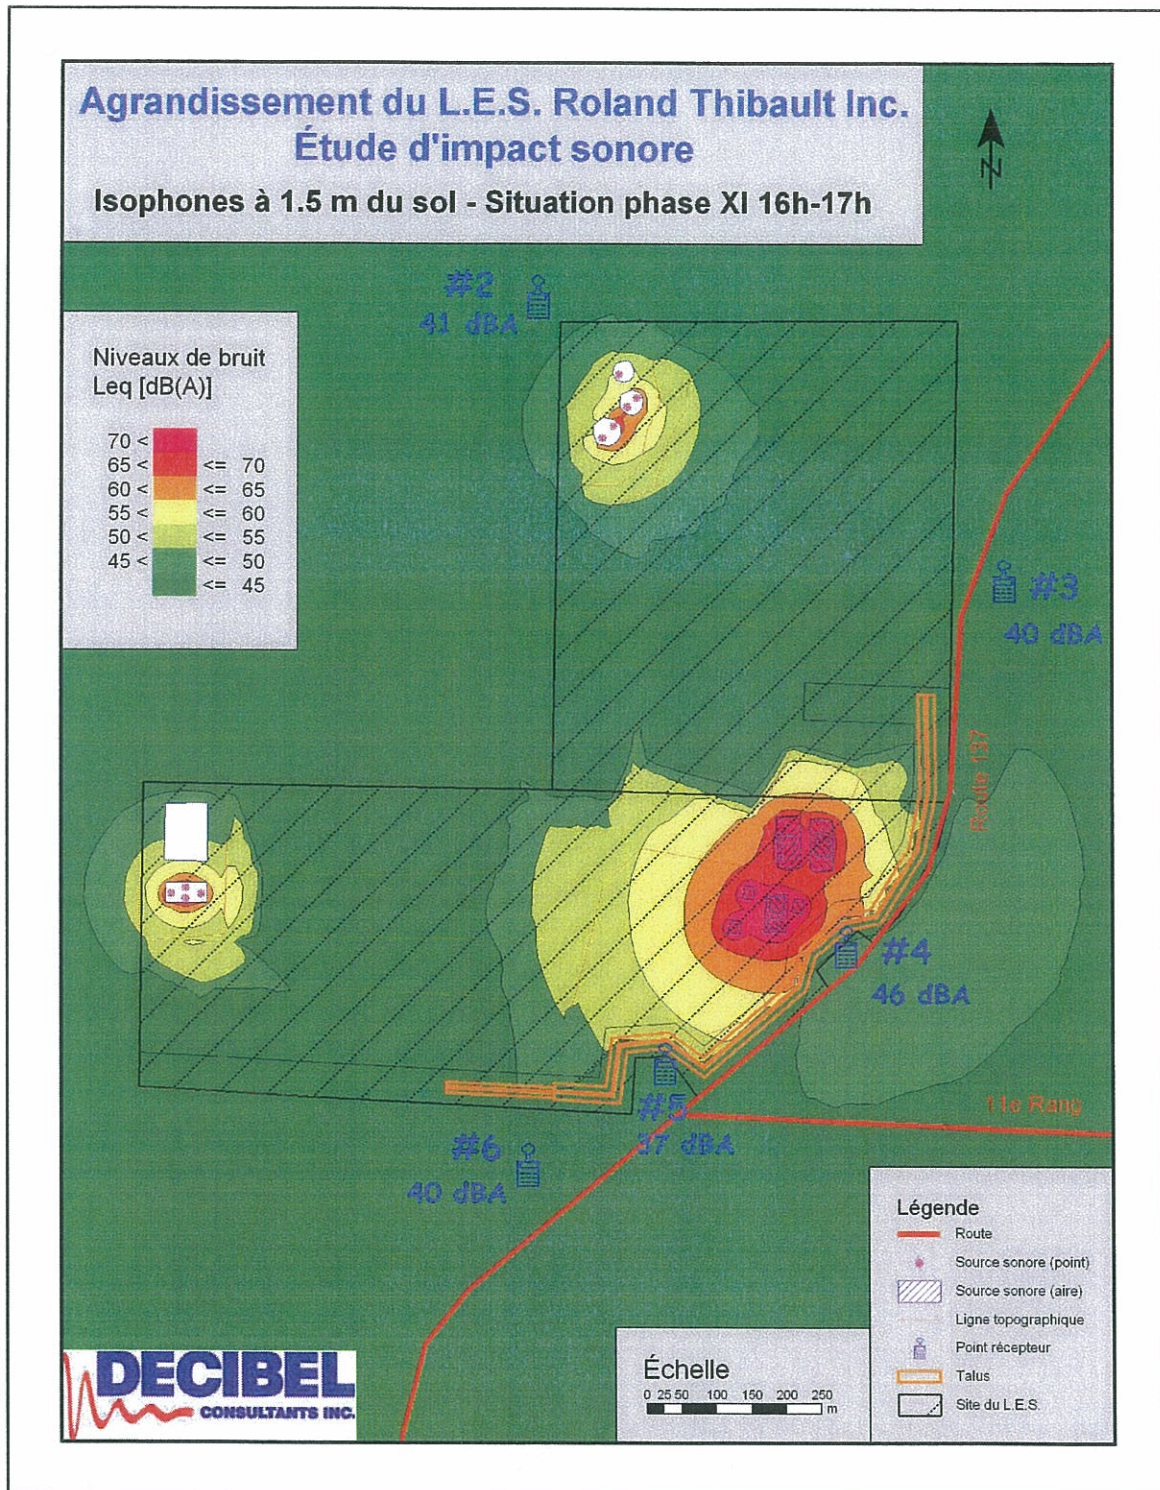 Agrandissement du L.E.S. Roland Thibault Inc.
Étude d'impact sonore
Isophones à 1.5 m du sol - Situation phase XI 16h-17h
N
#2
41 dBA
Niveaux de bruit
Leq [dB(A)]
70 <
65 < <= 70
60 < <= 65
55 < <= 60
50 < <= 55
45 < <= 50
<= 45
#3
40 dBA
Route 137
#4
46 dBA
#5
37 dBA
11e Rang
#6
40 dBA
Légende
Route
Source sonore (point)
Source sonore (aire)
Ligne topographique
Point récepteur
Talus
Site du L.E.S.
Échelle
0 25 50 100 150 200 250
m
DECIBEL
CONSULTANTS INC.